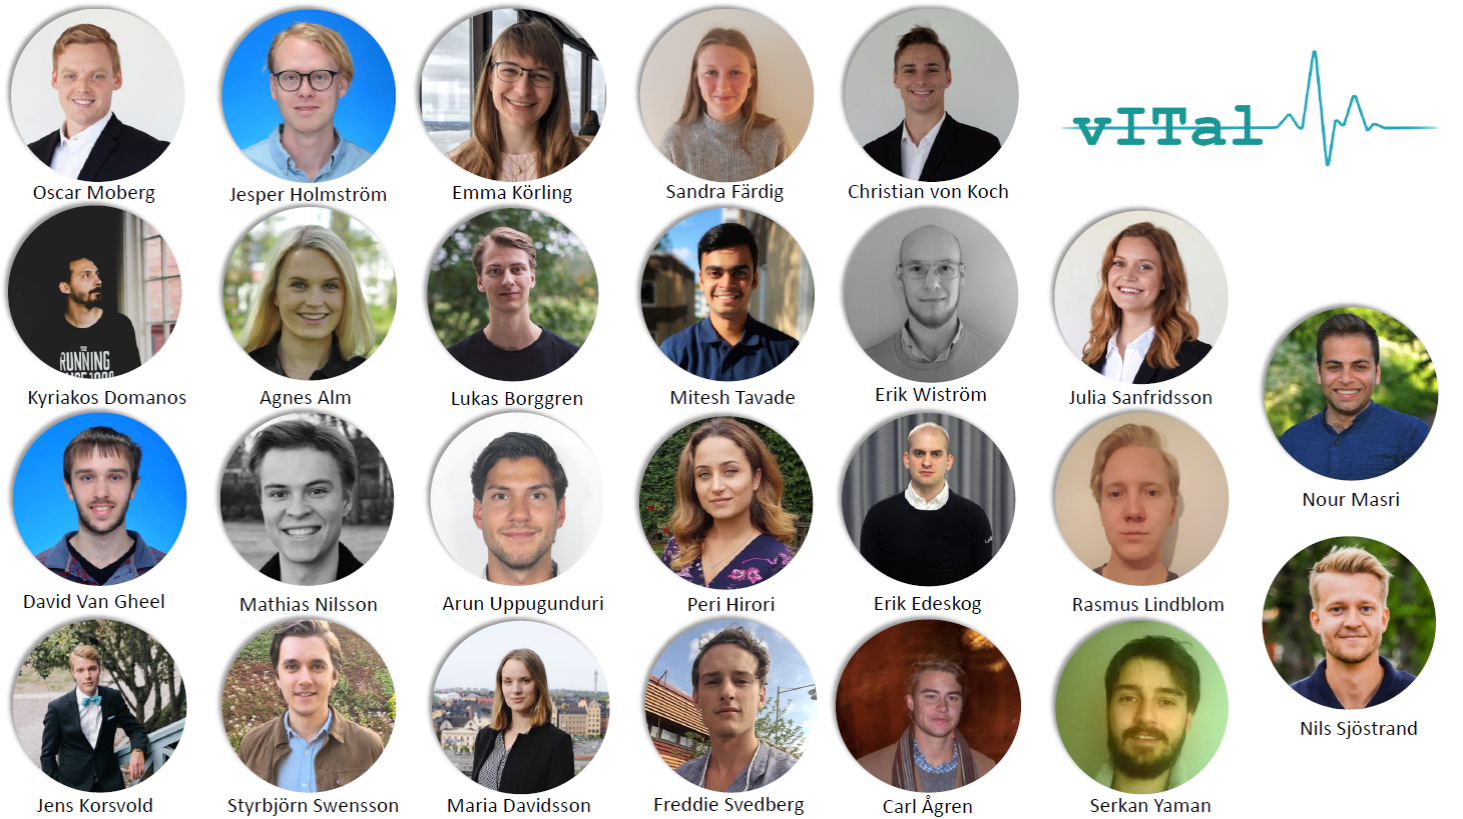 vITal
Oscar Moberg
Jesper Holmström
Emma Körling
Sandra Färdig
Christian von Koch
RUNNING
Kyriakos Domanos
Agnes Alm
Lukas Borggren
Mitesh Tavade
Erik Wiström
Julia Sanfridsson
Nour Masri
David Van Gheel
Mathias Nilsson
Arun Uppugunduri
Peri Hirori
Erik Edeskog
Rasmus Lindblom
Nils Sjöstrand
Jens Korsvold
Styrbjörn Swensson
Maria Davidsson
Freddie Svedberg
Carl Ågren
Serkan Yaman